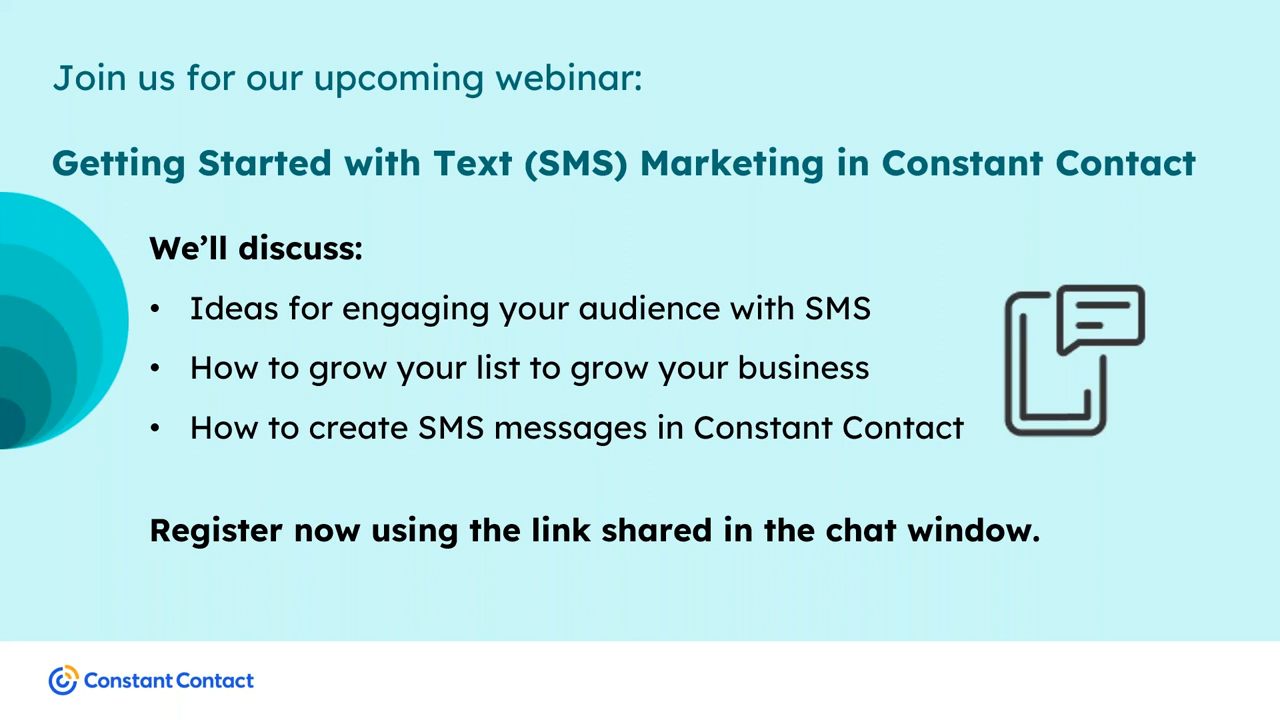 Join us for our upcoming webinar:
Getting Started with Text (SMS) Marketing in Constant Contact
We’ll discuss:
• Ideas for engaging your audience with SMS
• How to grow your list to grow your business
• How to create SMS messages in Constant Contact
Register now using the link shared in the chat window.
Constant Contact